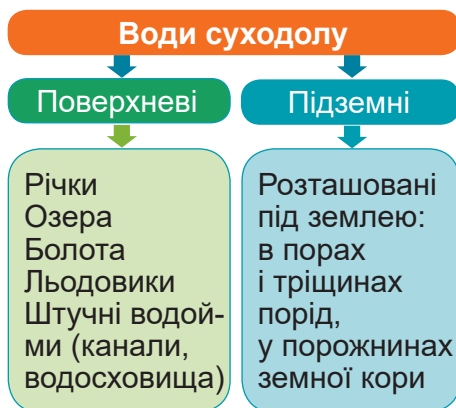 Води суходолу
Поверхневі
Підземні
Річки
Озера
Болота
Льодовики
Штучні водой-
ми (канали,
водосховища)
Розташовані
під землею:
в порах
і тріщинах
порід,
у порожнинах
земної кори